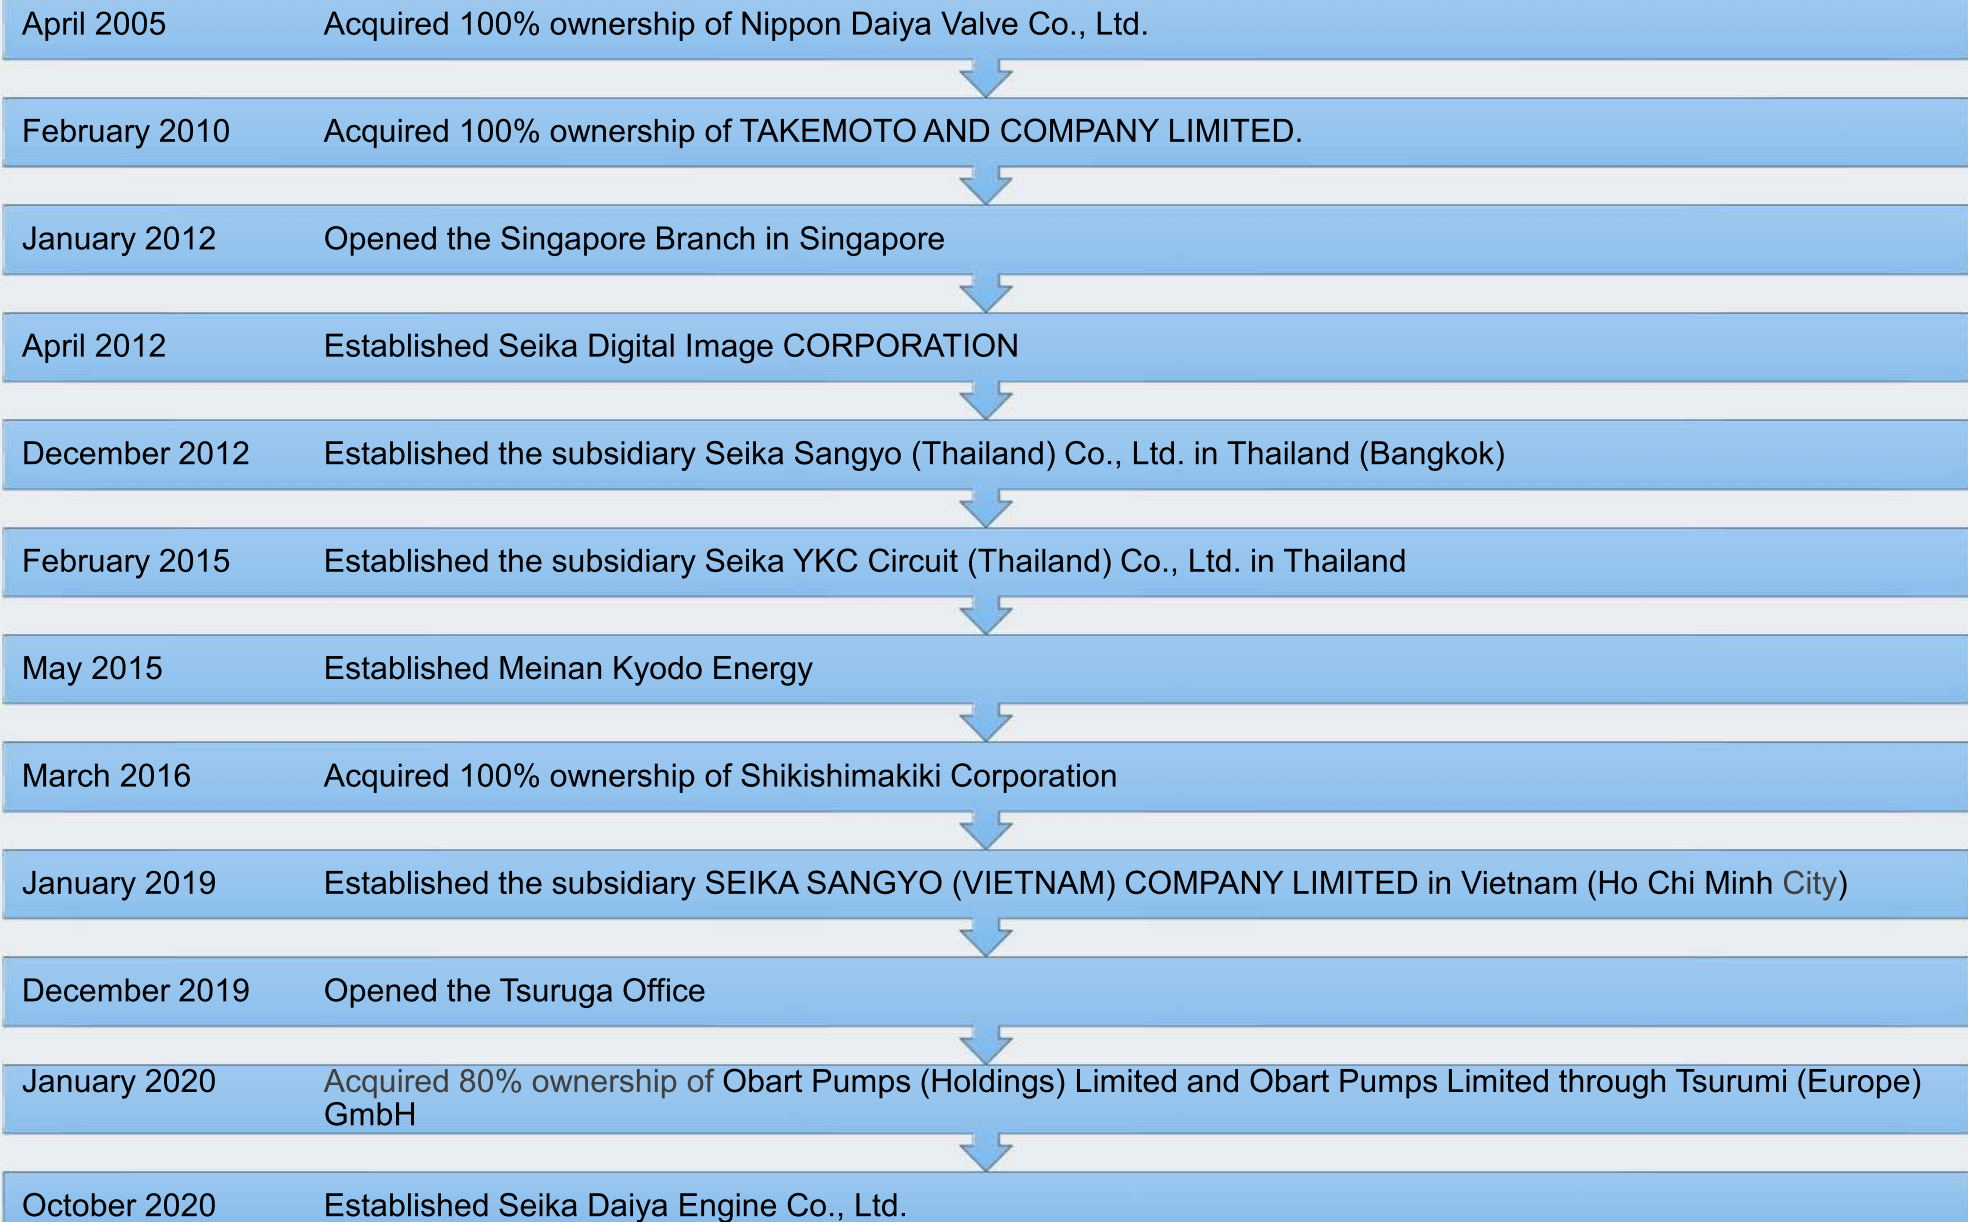 April 2005 Acquired 100% ownership of Nippon Daiya Valve Co., Ltd.
February 2010 Acquired 100% ownership of TAKEMOTO AND COMPANY LIMITED.
January 2012 Opened the Singapore Branch in Singapore
April 2012 Established Seika Digital Image CORPORATION
December 2012 Established the subsidiary Seika Sangyo (Thailand) Co., Ltd. in Thailand (Bangkok)
February 2015 Established the subsidiary Seika YKC Circuit (Thailand) Co., Ltd. in Thailand
May 2015 Established Meinan Kyodo Energy
March 2016 Acquired 100% ownership of Shikishimakiki Corporation
January 2019 Established the subsidiary SEIKA SANGYO (VIETNAM) COMPANY LIMITED in Vietnam (Ho Chi Minh City)
December 2019 Opened the Tsuruga Office
January 2020 Acquired 80% ownership of Obart Pumps (Holdings) Limited and Obart Pumps Limited through Tsurumi (Europe)
GmbH
October 2020 Established Seika Daiya Engine Co., Ltd.